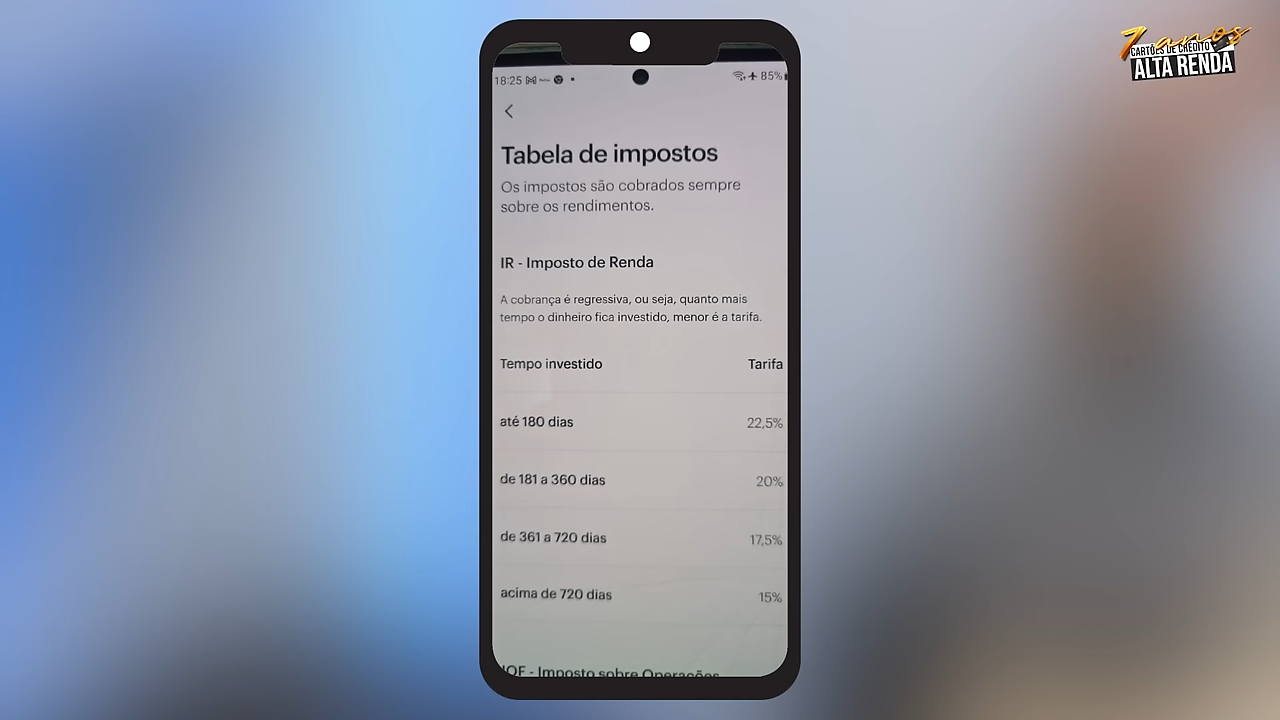 7 anos
CARTÕES DE CRÉDITO
ALTA RENDA
18:25
85%
Tabela de impostos
Os impostos são cobrados sempre
sobre os rendimentos.
IR - Imposto de Renda
A cobrança é regressiva, ou seja, quanto mais
tempo o dinheiro fica investido, menor é a tarifa.
Tempo investido Tarifa
até 180 dias 22,5%
de 181 a 360 dias 20%
de 361 a 720 dias 17,5%
acima de 720 dias 15%
IOF - Imposto sobre Operações